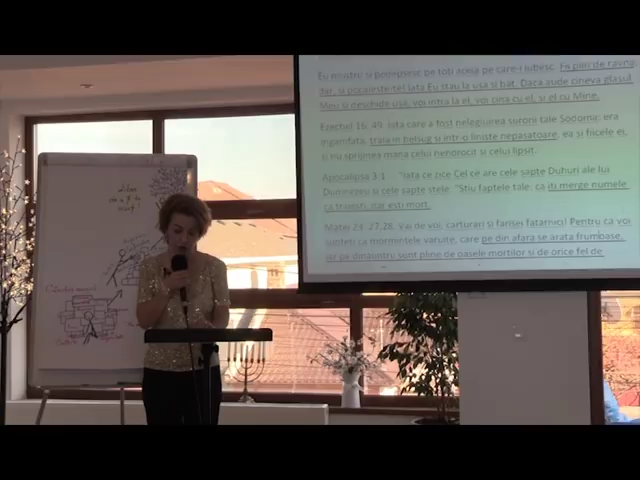 Eu mustru si pedepsesc pe toti aceia pe care-i iubesc. Fii plin de ravna
dar, si pocaieste-te! Iata Eu stau la usa si bat. Daca aude cineva glasul
Meu si deschide usa, voi intra la el, voi cina cu el, si el cu Mine.
Ezechil 16: 49 Iata care a fost nelegiuirea surorii tale Sodoma: era
ingamfata, traia in belsug si intr o liniste nepasatoare, ea si fiicele ei,
si nu sprijinea mana celui nenorocit si celui lipsit.
Apocalipsa 3:1 "Iata ce zice Cel ce are cele sapte Duhuri ale lui
Dumnezeu si cele sapte stele: "Stiu faptele tale, ca iti merge numele
ca traiesti, dar esti mort.
Matei 23: 27,28 Vai de voi, carturari si farisei fatarnici! Pentru ca voi
sunteti ca mormintele varuite, care pe din afara se arata frumoase,
iar pe dinauntru sunt pline de oasele mortilor si de orice fel de